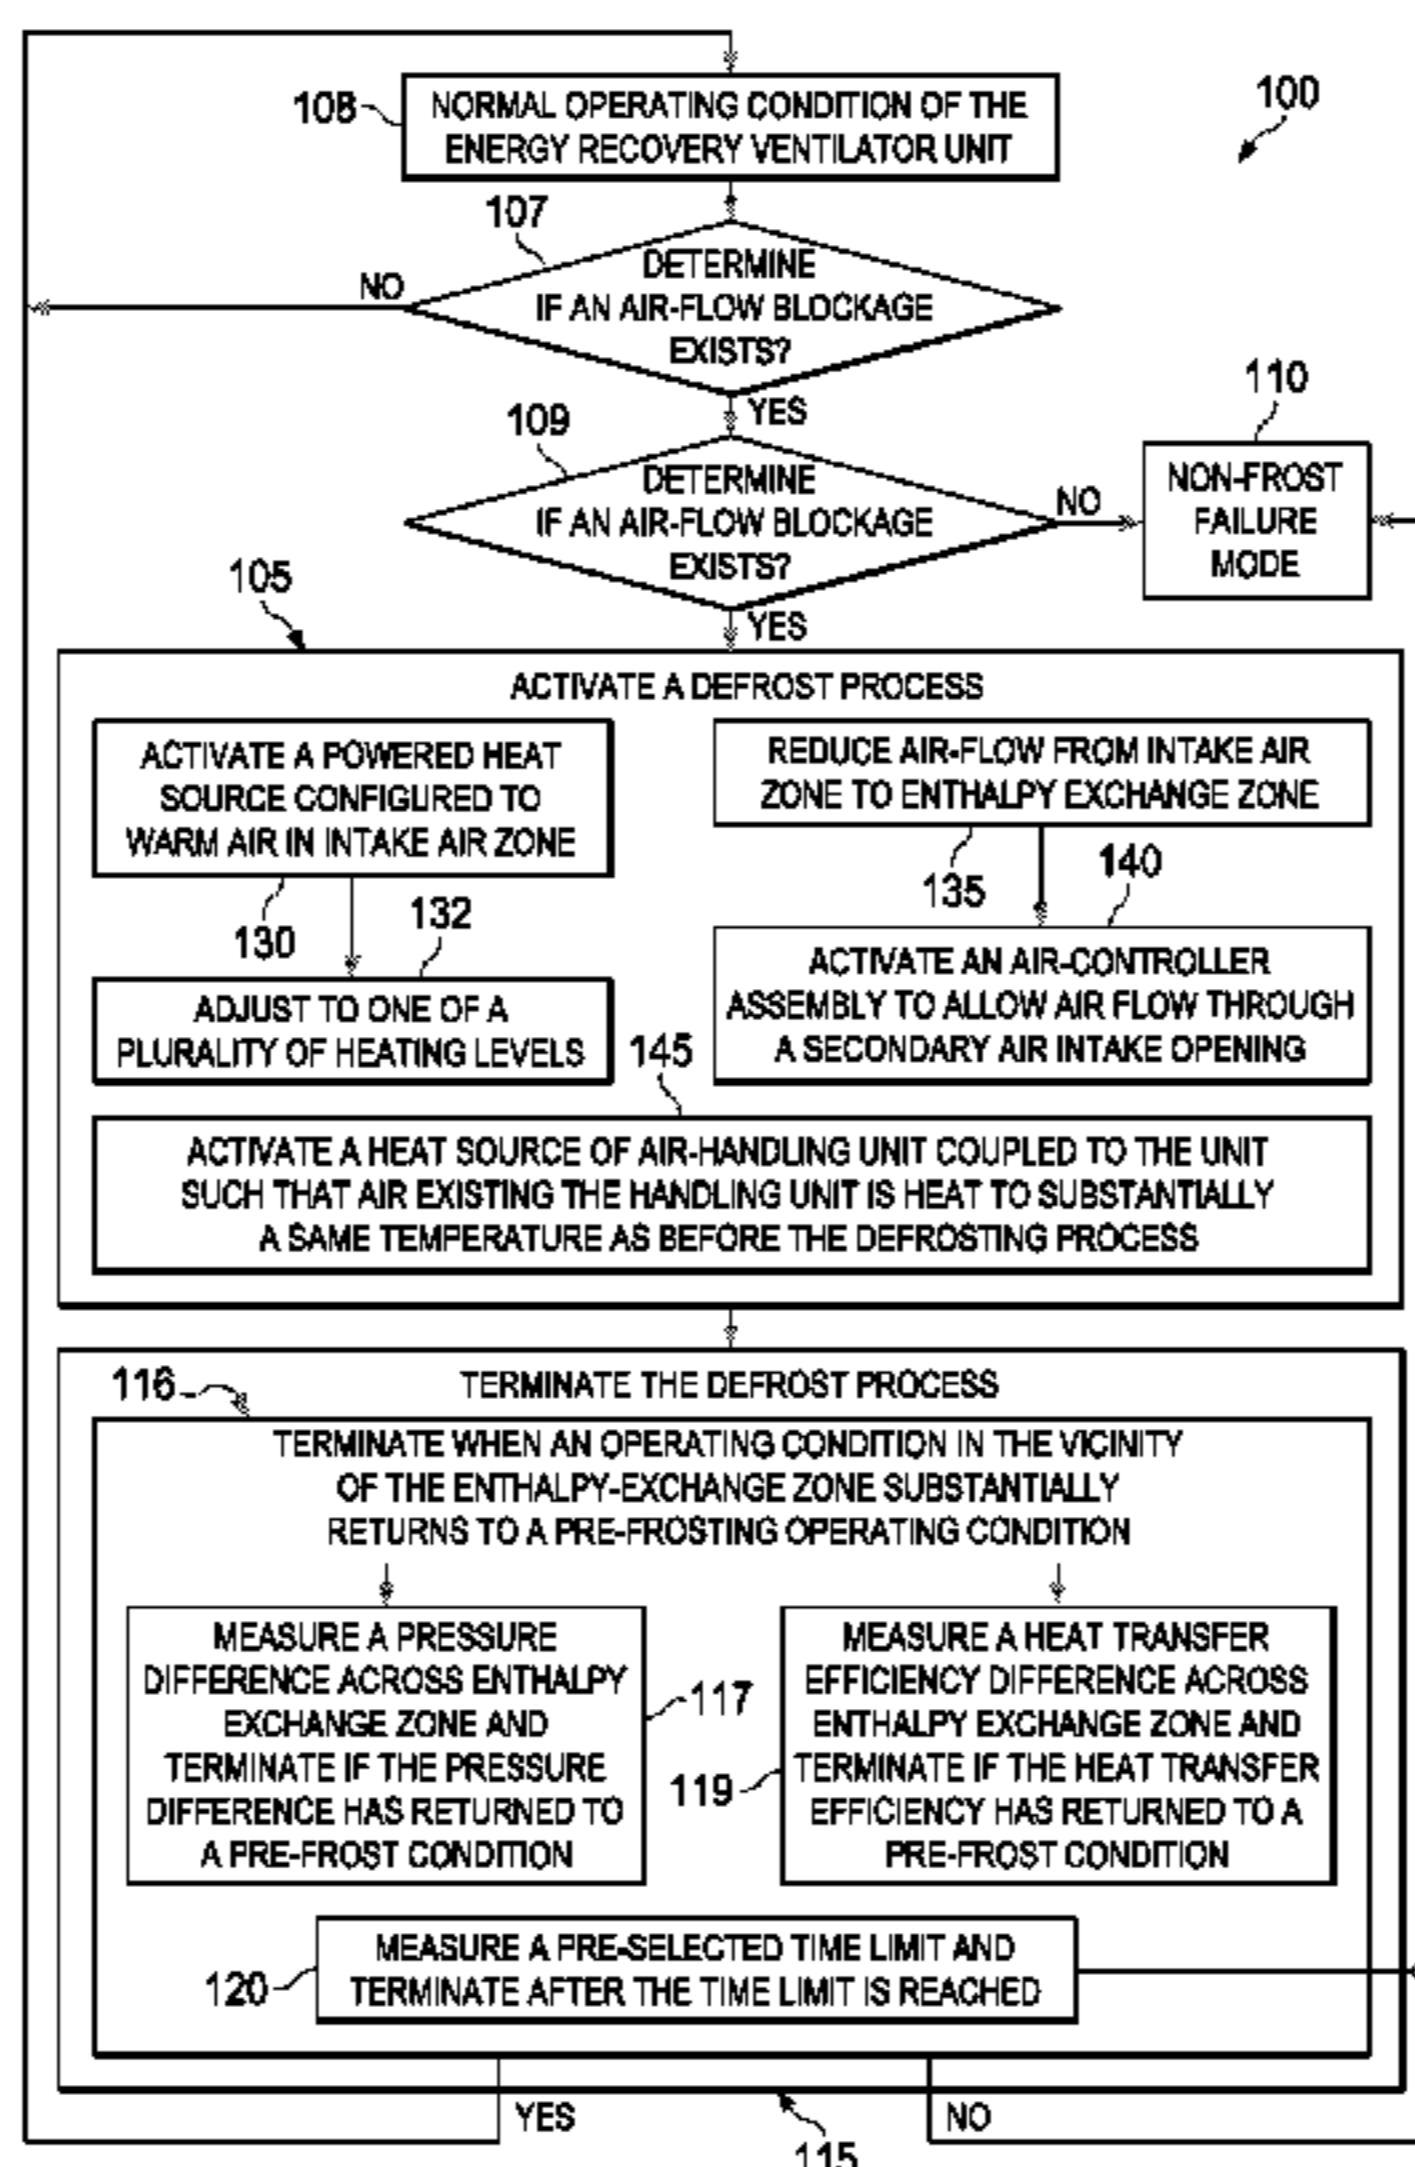 100
108
NORMAL OPERATING CONDITION OF THE
ENERGY RECOVERY VENTILATOR UNIT
107
DETERMINE
IF AN AIR-FLOW BLOCKAGE
EXISTS?
NO
YES
109
DETERMINE
IF AN AIR-FLOW BLOCKAGE
EXISTS?
NO
YES
110
NON-FROST
FAILURE
MODE
105
ACTIVATE A DEFROST PROCESS
ACTIVATE A POWERED HEAT
SOURCE CONFIGURED TO
WARM AIR IN INTAKE AIR ZONE
130
132
ADJUST TO ONE OF A
PLURALITY OF HEATING LEVELS
REDUCE AIR-FLOW FROM INTAKE AIR
ZONE TO ENTHALPY EXCHANGE ZONE
135
140
ACTIVATE AN AIR-CONTROLLER
ASSEMBLY TO ALLOW AIR FLOW THROUGH
A SECONDARY AIR INTAKE OPENING
145
ACTIVATE A HEAT SOURCE OF AIR-HANDLING UNIT COUPLED TO THE UNIT
SUCH THAT AIR EXISTING THE HANDLING UNIT IS HEAT TO SUBSTANTIALLY
A SAME TEMPERATURE AS BEFORE THE DEFROSTING PROCESS
116
TERMINATE THE DEFROST PROCESS
TERMINATE WHEN AN OPERATING CONDITION IN THE VICINITY
OF THE ENTHALPY-EXCHANGE ZONE SUBSTANTIALLY
RETURNS TO A PRE-FROSTING OPERATING CONDITION
MEASURE A PRESSURE
DIFFERENCE ACROSS ENTHALPY
EXCHANGE ZONE AND
TERMINATE IF THE PRESSURE
DIFFERENCE HAS RETURNED TO
A PRE-FROST CONDITION
117
119
MEASURE A HEAT TRANSFER
EFFICIENCY DIFFERENCE ACROSS
ENTHALPY EXCHANGE ZONE AND
TERMINATE IF THE HEAT TRANSFER
EFFICIENCY HAS RETURNED TO A
PRE-FROST CONDITION
120
MEASURE A PRE-SELECTED TIME LIMIT AND
TERMINATE AFTER THE TIME LIMIT IS REACHED
YES
NO
115